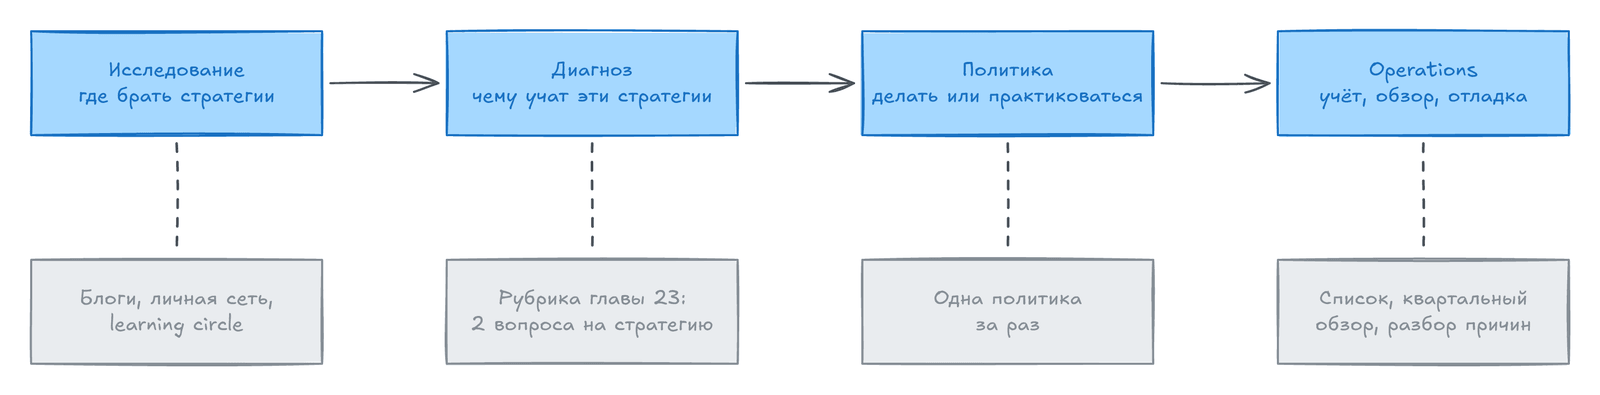 Исследование
где брать стратегии
Диагноз
чему учат эти стратегии
Политика
делать или практиковаться
Operations
учёт, обзор, отладка
Блоги, личная сеть,
learning circle
Рубрика главы 23:
2 вопроса на стратегию
Одна политика
за раз
Список, квартальный
обзор, разбор причин